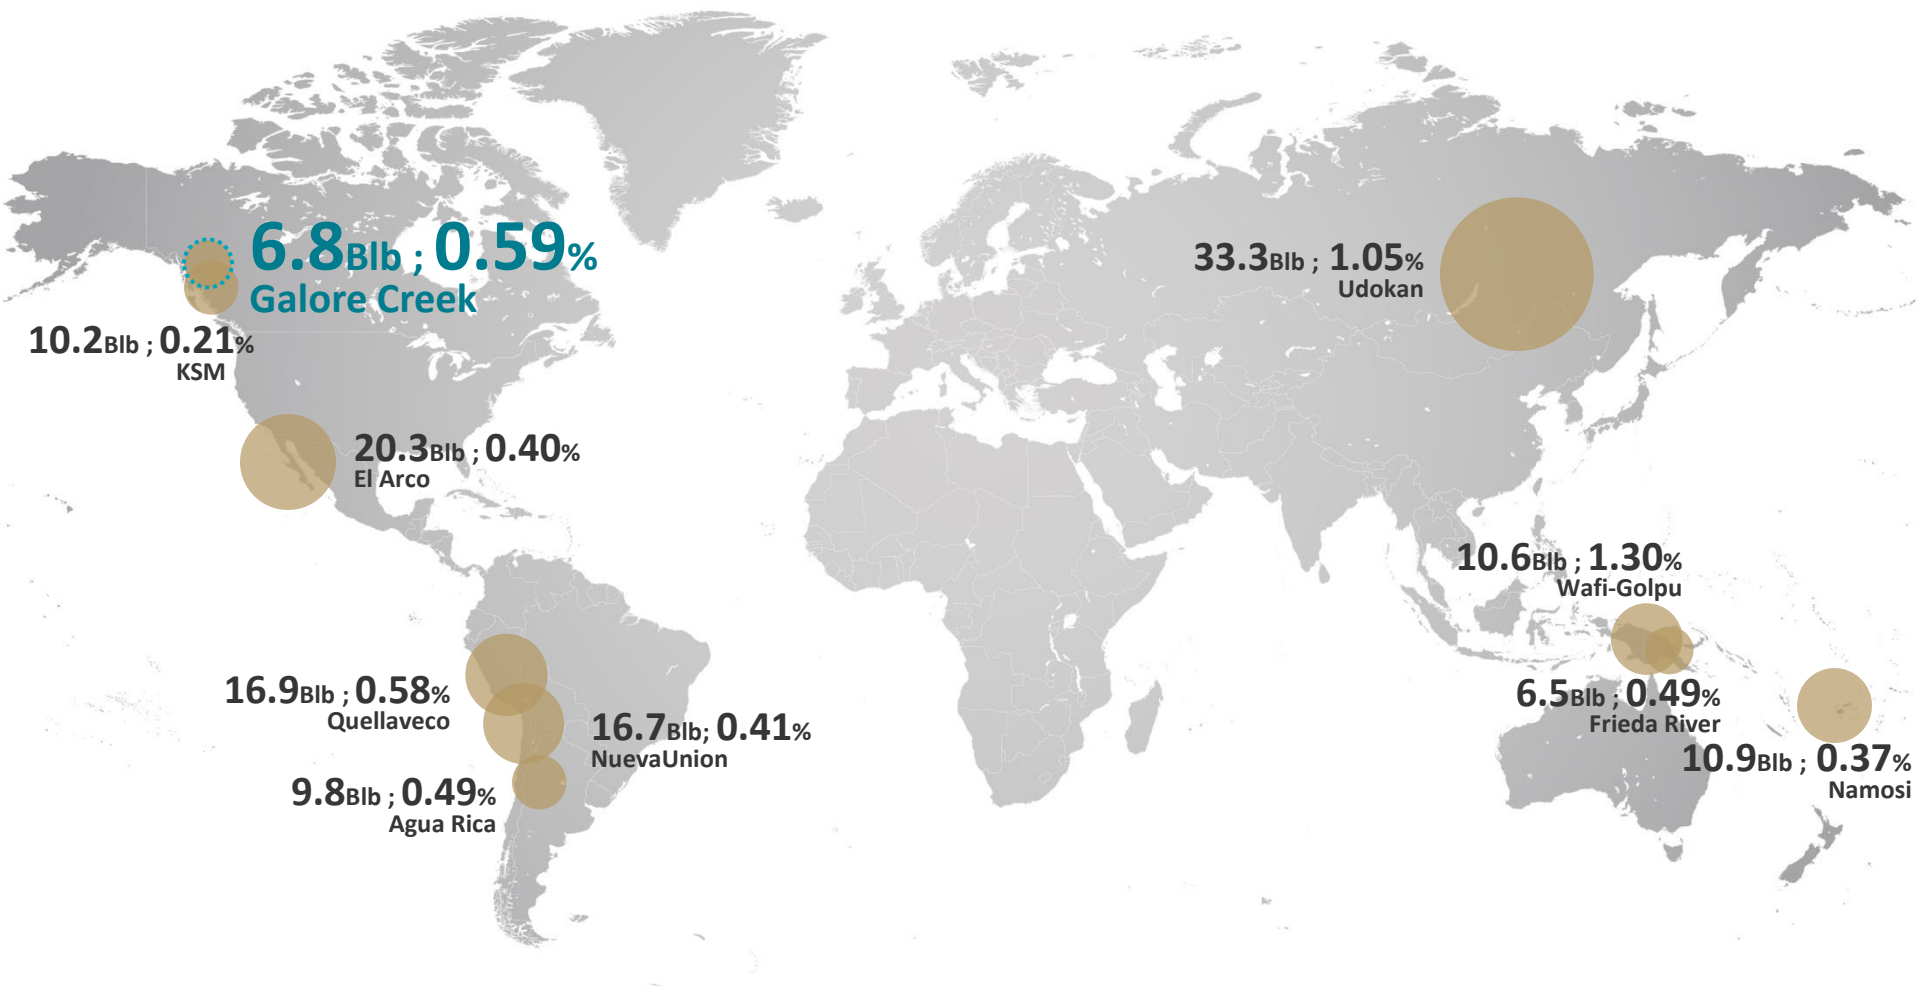 6.8Blb ; 0.59%
Galore Creek
10.2Blb ; 0.21%
KSM
20.3Blb ; 0.40%
El Arco
16.9Blb ; 0.58%
Quellaveco
16.7Blb; 0.41%
NuevaUnion
9.8Blb ; 0.49%
Agua Rica
33.3Blb ; 1.05%
Udokan
10.6Blb ; 1.30%
Wafi-Golpu
6.5Blb ; 0.49%
Frieda River
10.9Blb ; 0.37%
Namosi